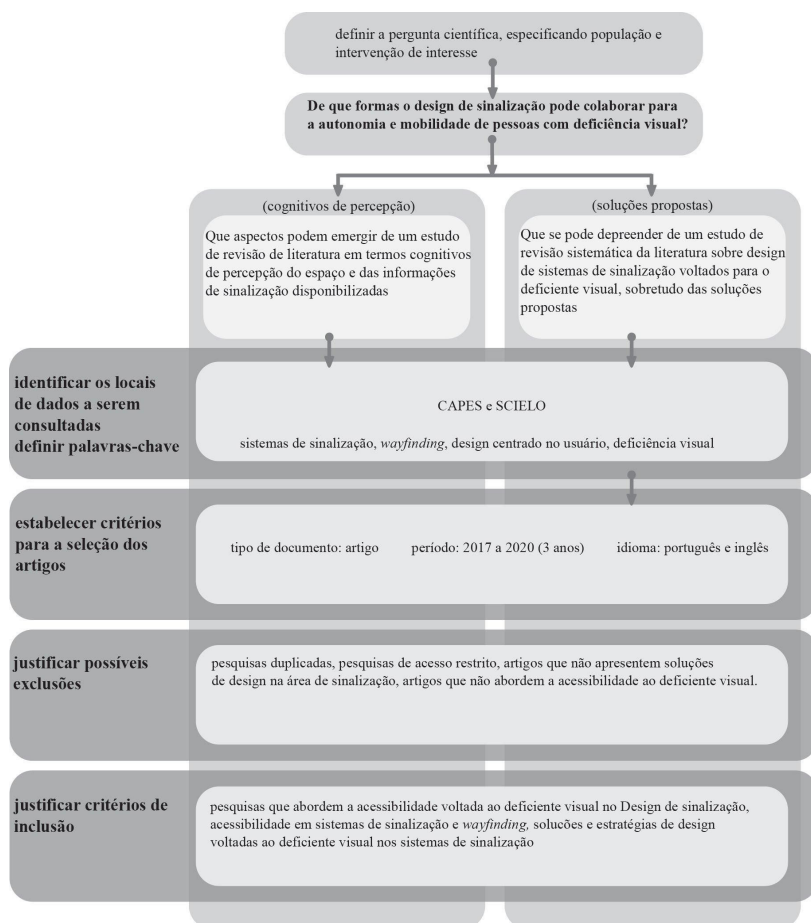 definir a pergunta científica, especificando população e
intervenção de interesse
De que formas o design de sinalização pode colaborar para
a autonomia e mobilidade de pessoas com deficiência visual?
(cognitivos de percepção)
Que aspectos podem emergir de um estudo
de revisão de literatura em termos cognitivos
de percepção do espaço e das informações
de sinalização disponibilizadas
(soluções propostas)
Que se pode depreender de um estudo de
revisão sistemática da literatura sobre design
de sistemas de sinalização voltados para o
deficiente visual, sobretudo das soluções
propostas
identificar os locais
de dados a serem
consultadas
definir palavras-chave
CAPES e SCIELO
sistemas de sinalização, wayfinding, design centrado no usuário, deficiência visual
estabelecer critérios
para a seleção dos
artigos
tipo de documento: artigo período: 2017 a 2020 (3 anos) idioma: português e inglês
justificar possíveis
exclusões
pesquisas duplicadas, pesquisas de acesso restrito, artigos que não apresentem soluções
de design na área de sinalização, artigos que não abordem a acessibilidade ao deficiente visual.
justificar critérios de
inclusão
pesquisas que abordem a acessibilidade voltada ao deficiente visual no Design de sinalização,
acessibilidade em sistemas de sinalização e wayfinding, solucões e estratégias de design
voltadas ao deficiente visual nos sistemas de sinalização